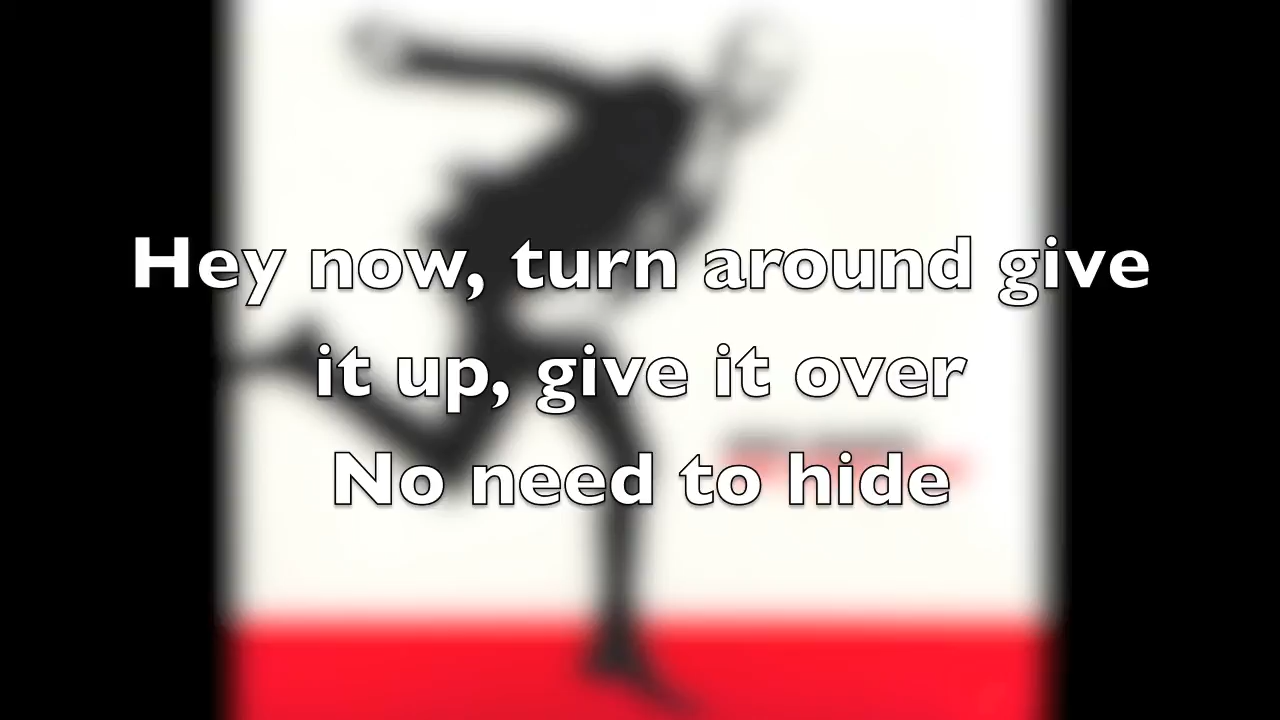 Hey now, turn around give
it up, give it over
No need to hide